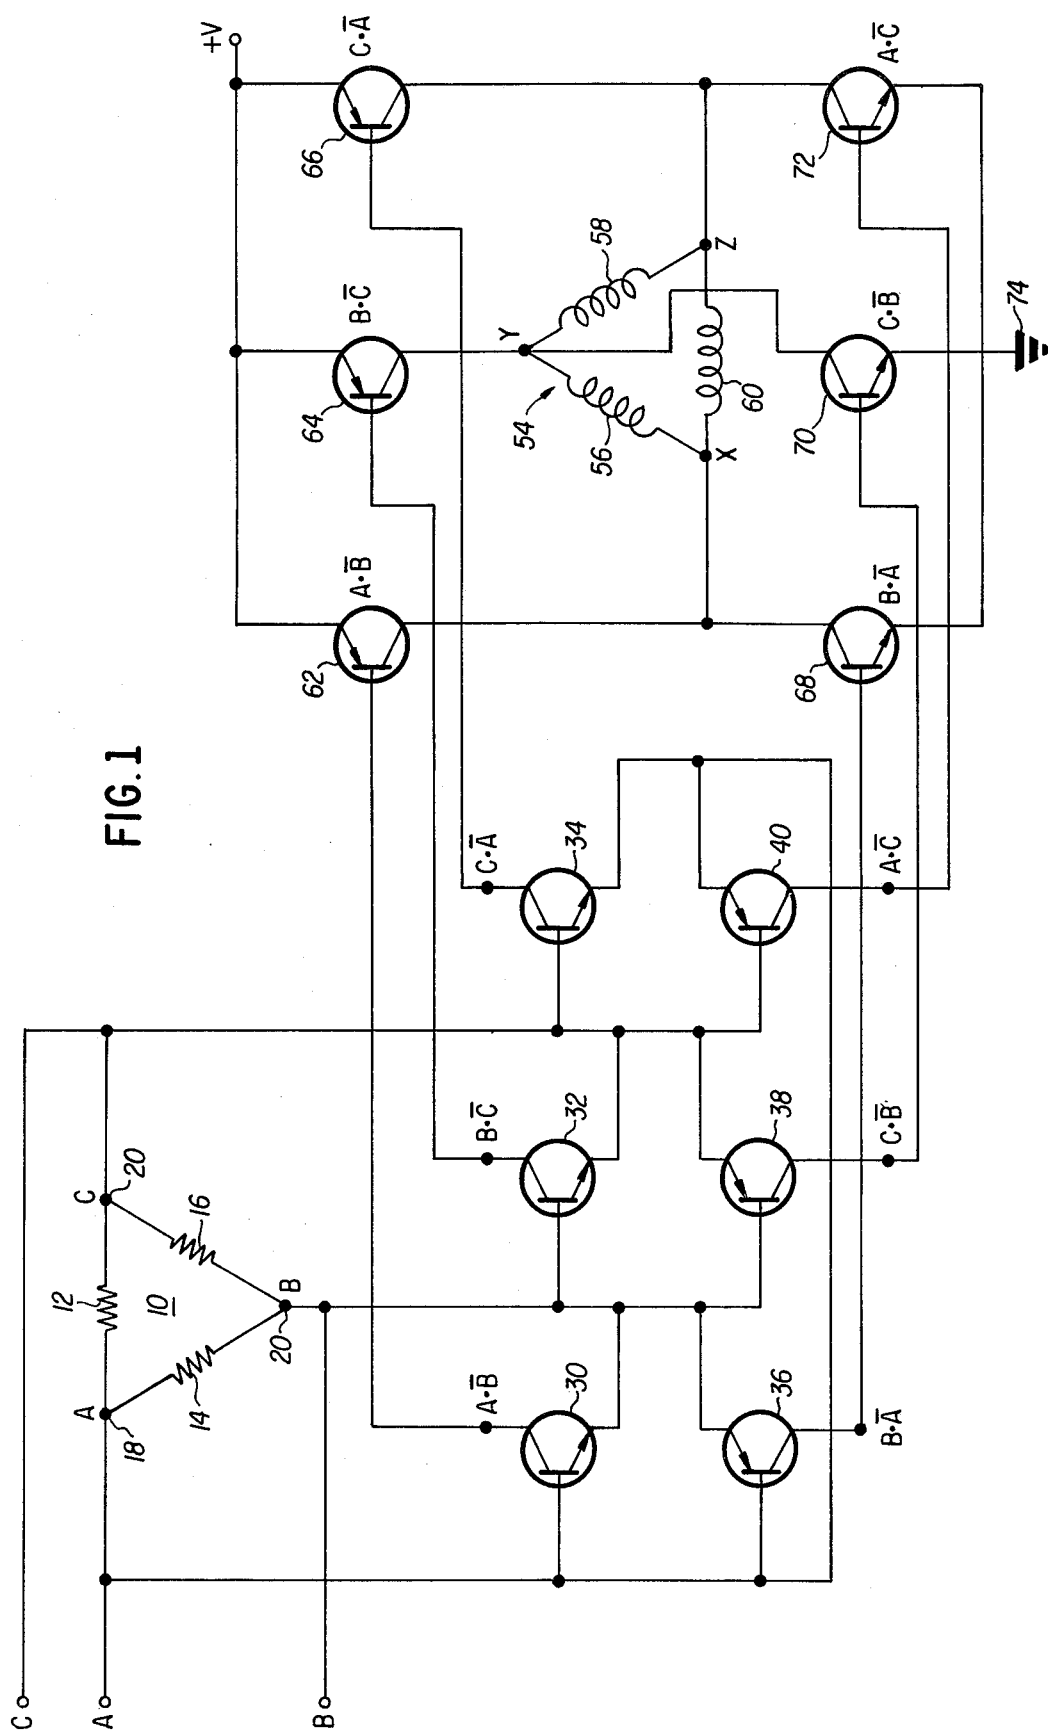 FIG. 1
C
A
B
A
18
12
10
14
C
20
16
B
20
A·B̅
30
B·C̅
32
C·A̅
34
36
B·A̅
38
C·B̅
40
A·C̅
+V
62
A·B̅
64
B·C̅
66
C·A̅
Y
54
56
58
X
60
Z
68
B·A̅
70
C·B̅
72
A·C̅
74